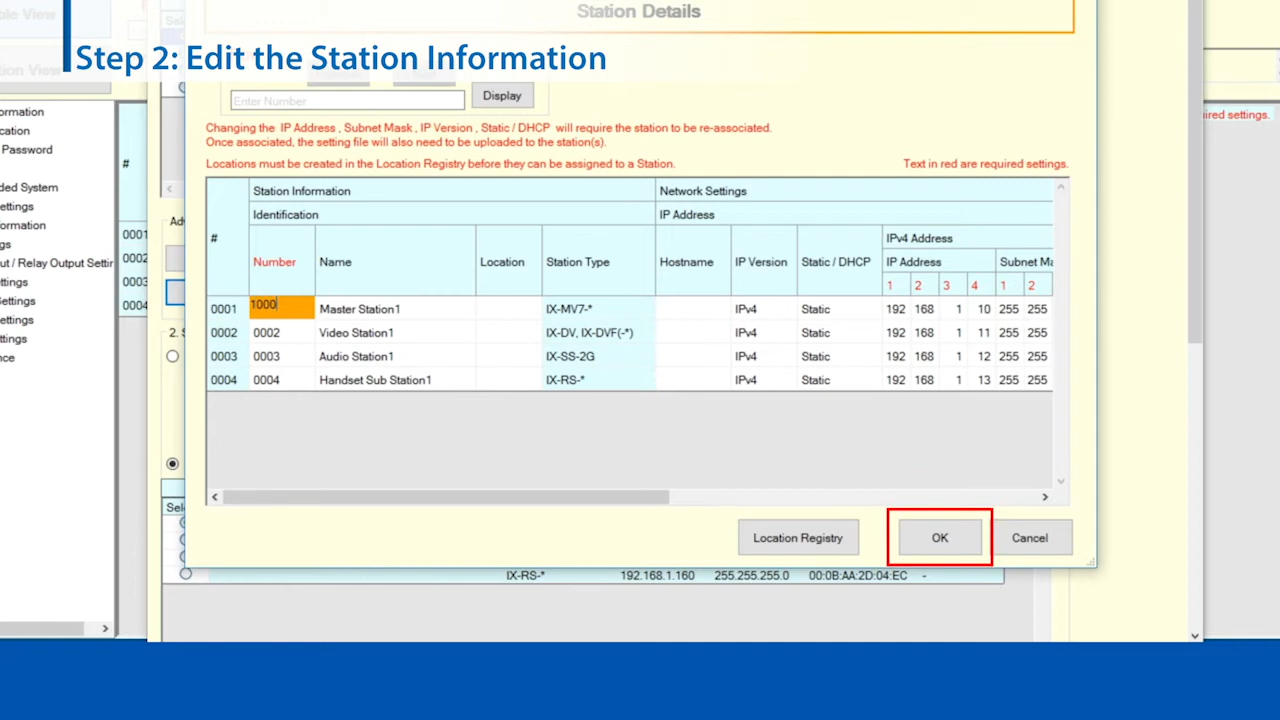 Station Details
Step 2: Edit the Station Information
Enter Number
Display
Changing the IP Address , Subnet Mask , IP Version , Static / DHCP will require the station to be re-associated.
Once associated, the setting file will also need to be uploaded to the station(s).
Locations must be created in the Location Registry before they can be assigned to a Station.
Text in red are required settings.
Station Information
Network Settings
Identification
IP Address
#
Number
Name
Location
Station Type
Hostname
IP Version
Static / DHCP
IPv4 Address
IP Address
Subnet Ma
1 2 3 4 1 2
0001 1000 Master Station1 IX-MV7-* IPv4 Static 192 168 1 10 255 255
0002 0002 Video Station1 IX-DV, IX-DVF(-*) IPv4 Static 192 168 1 11 255 255
0003 0003 Audio Station1 IX-SS-2G IPv4 Static 192 168 1 12 255 255
0004 0004 Handset Sub Station1 IX-RS-* IPv4 Static 192 168 1 13 255 255
Location Registry
OK
Cancel
IX-RS-* 192.168.1.160 255.255.255.0 00:0B:AA:2D:04:EC -
ormation
cation
Password
ded System
ettings
formation
gs
ut / Relay Output Settin
ttings
Settings
ettings
ttings
nce
#
0001
0002
0003
0004
Adv
2. S
Sele
ired settings.